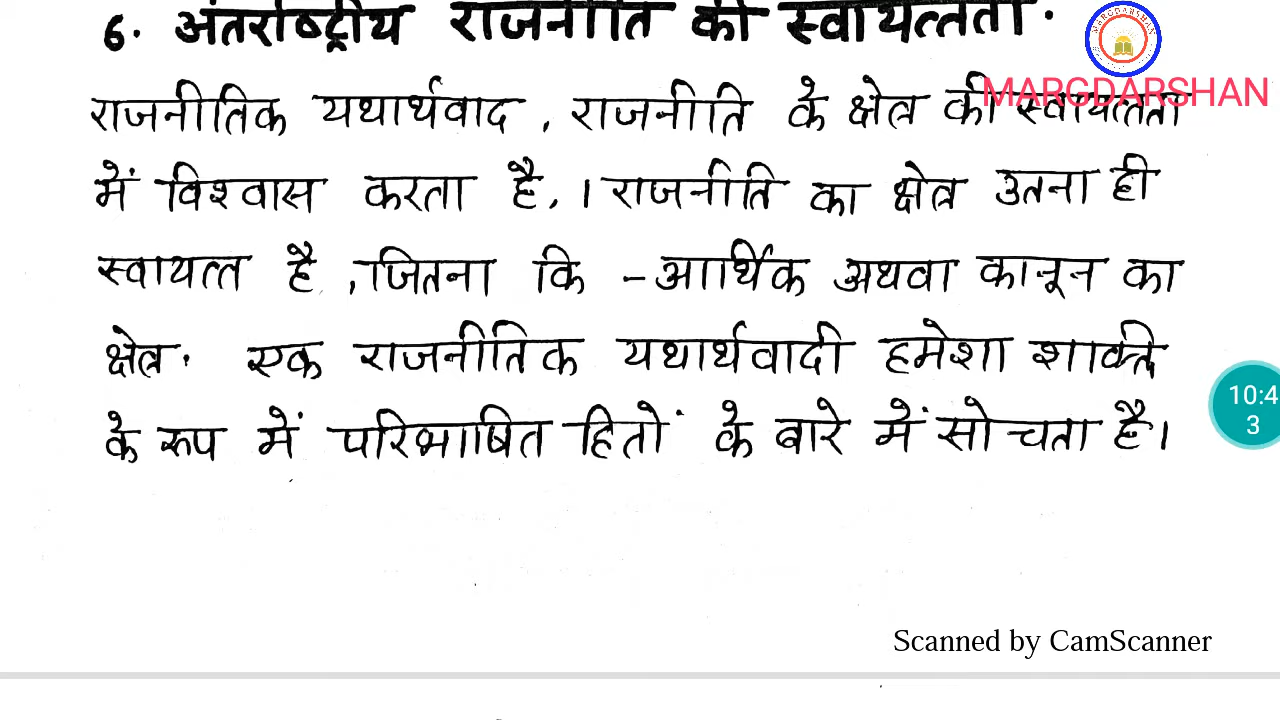 6. अंतर्राष्ट्रीय राजनीति की स्वायत्तता.
MARGDARSHAN
MARGDARSHAN
राजनीतिक यथार्थवाद , राजनीति के क्षेत्र की स्वायत्तता
में विश्वास करता है, । राजनीति का क्षेत्र उतना ही
स्वायत्त है , जितना कि - आर्थिक अथवा कानून का
क्षेत्र. एक राजनीतिक यथार्थवादी हमेशा शक्ति
के रूप में परिभाषित हितों के बारे में सोचता है।
10:4
3
Scanned by CamScanner